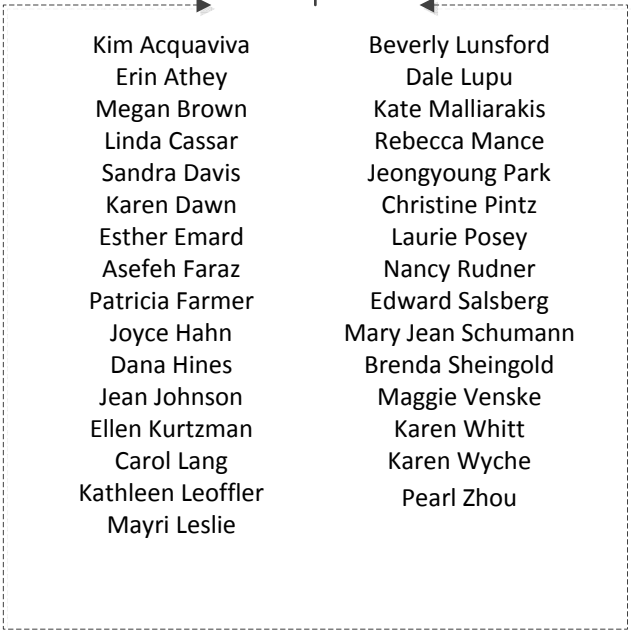 Kim Acquaviva
Erin Athey
Megan Brown
Linda Cassar
Sandra Davis
Karen Dawn
Esther Emard
Asefeh Faraz
Patricia Farmer
Joyce Hahn
Dana Hines
Jean Johnson
Ellen Kurtzman
Carol Lang
Kathleen Leoffler
Mayri Leslie
Beverly Lunsford
Dale Lupu
Kate Malliarakis
Rebecca Mance
Jeongyoung Park
Christine Pintz
Laurie Posey
Nancy Rudner
Edward Salsberg
Mary Jean Schumann
Brenda Sheingold
Maggie Venske
Karen Whitt
Karen Wyche
Pearl Zhou